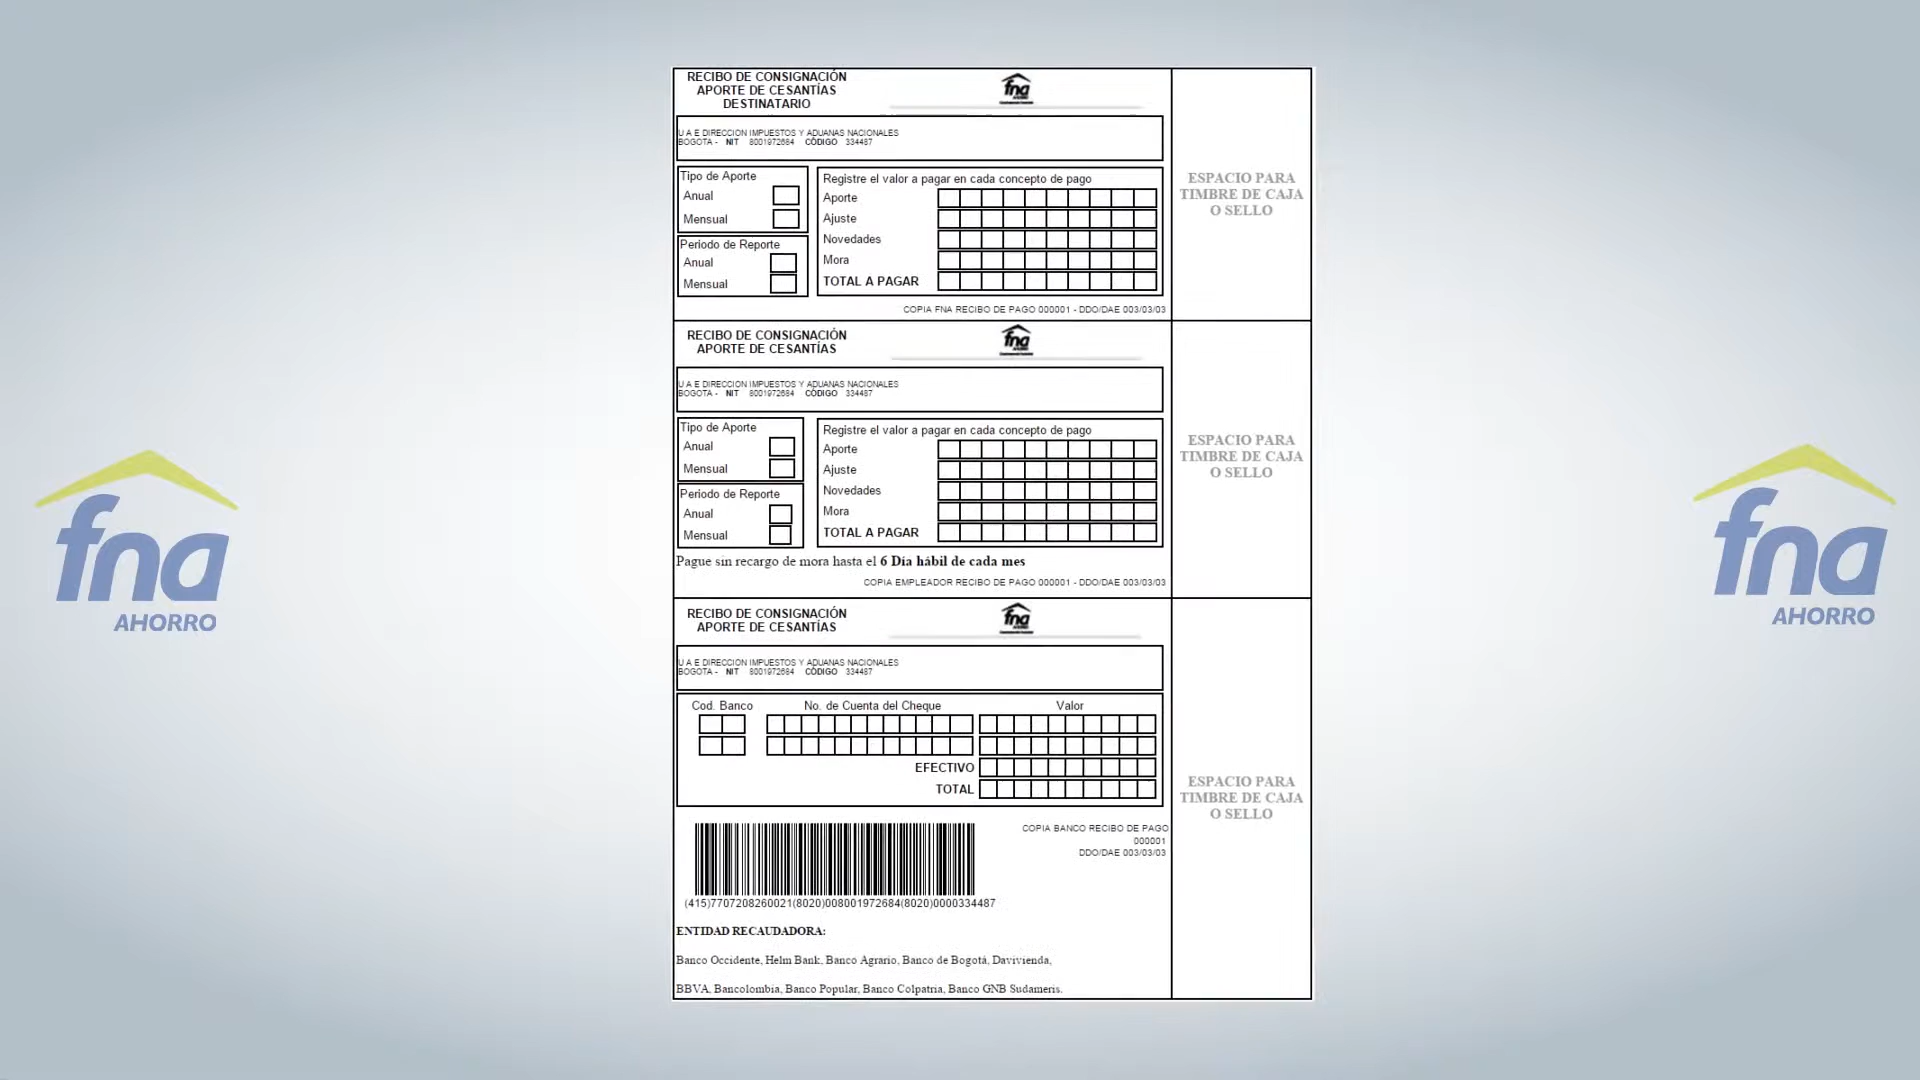 RECIBO DE CONSIGNACIÓN
APORTE DE CESANTÍAS
DESTINATARIO
fna
U A E DIRECCION IMPUESTOS Y ADUANAS NACIONALES
BOGOTA - NIT 8001972684 CÓDIGO 334487
Tipo de Aporte
Anual
Mensual
Periodo de Reporte
Anual
Mensual
Registre el valor a pagar en cada concepto de pago
Aporte
Ajuste
Novedades
Mora
TOTAL A PAGAR
COPIA FNA RECIBO DE PAGO 000001 - DDO/DAE 003/03/03
ESPACIO PARA
TIMBRE DE CAJA
O SELLO
RECIBO DE CONSIGNACIÓN
APORTE DE CESANTÍAS
fna
U A E DIRECCION IMPUESTOS Y ADUANAS NACIONALES
BOGOTA - NIT 8001972684 CÓDIGO 334487
Tipo de Aporte
Anual
Mensual
Periodo de Reporte
Anual
Mensual
Registre el valor a pagar en cada concepto de pago
Aporte
Ajuste
Novedades
Mora
TOTAL A PAGAR
Pague sin recargo de mora hasta el 6 Día hábil de cada mes
COPIA EMPLEADOR RECIBO DE PAGO 000001 - DDO/DAE 003/03/03
ESPACIO PARA
TIMBRE DE CAJA
O SELLO
RECIBO DE CONSIGNACIÓN
APORTE DE CESANTÍAS
fna
U A E DIRECCION IMPUESTOS Y ADUANAS NACIONALES
BOGOTA - NIT 8001972684 CÓDIGO 334487
Cod. Banco No. de Cuenta del Cheque Valor
EFECTIVO
TOTAL
COPIA BANCO RECIBO DE PAGO
000001
DDO/DAE 003/03/03
(415)7707208260021(8020)008001972684(8020)0000334487
ENTIDAD RECAUDADORA:
Banco Occidente, Helm Bank, Banco Agrario, Banco de Bogotá, Davivienda,
BBVA, Bancolombia, Banco Popular, Banco Colpatria, Banco GNB Sudameris.
ESPACIO PARA
TIMBRE DE CAJA
O SELLO
fna
AHORRO
fna
AHORRO